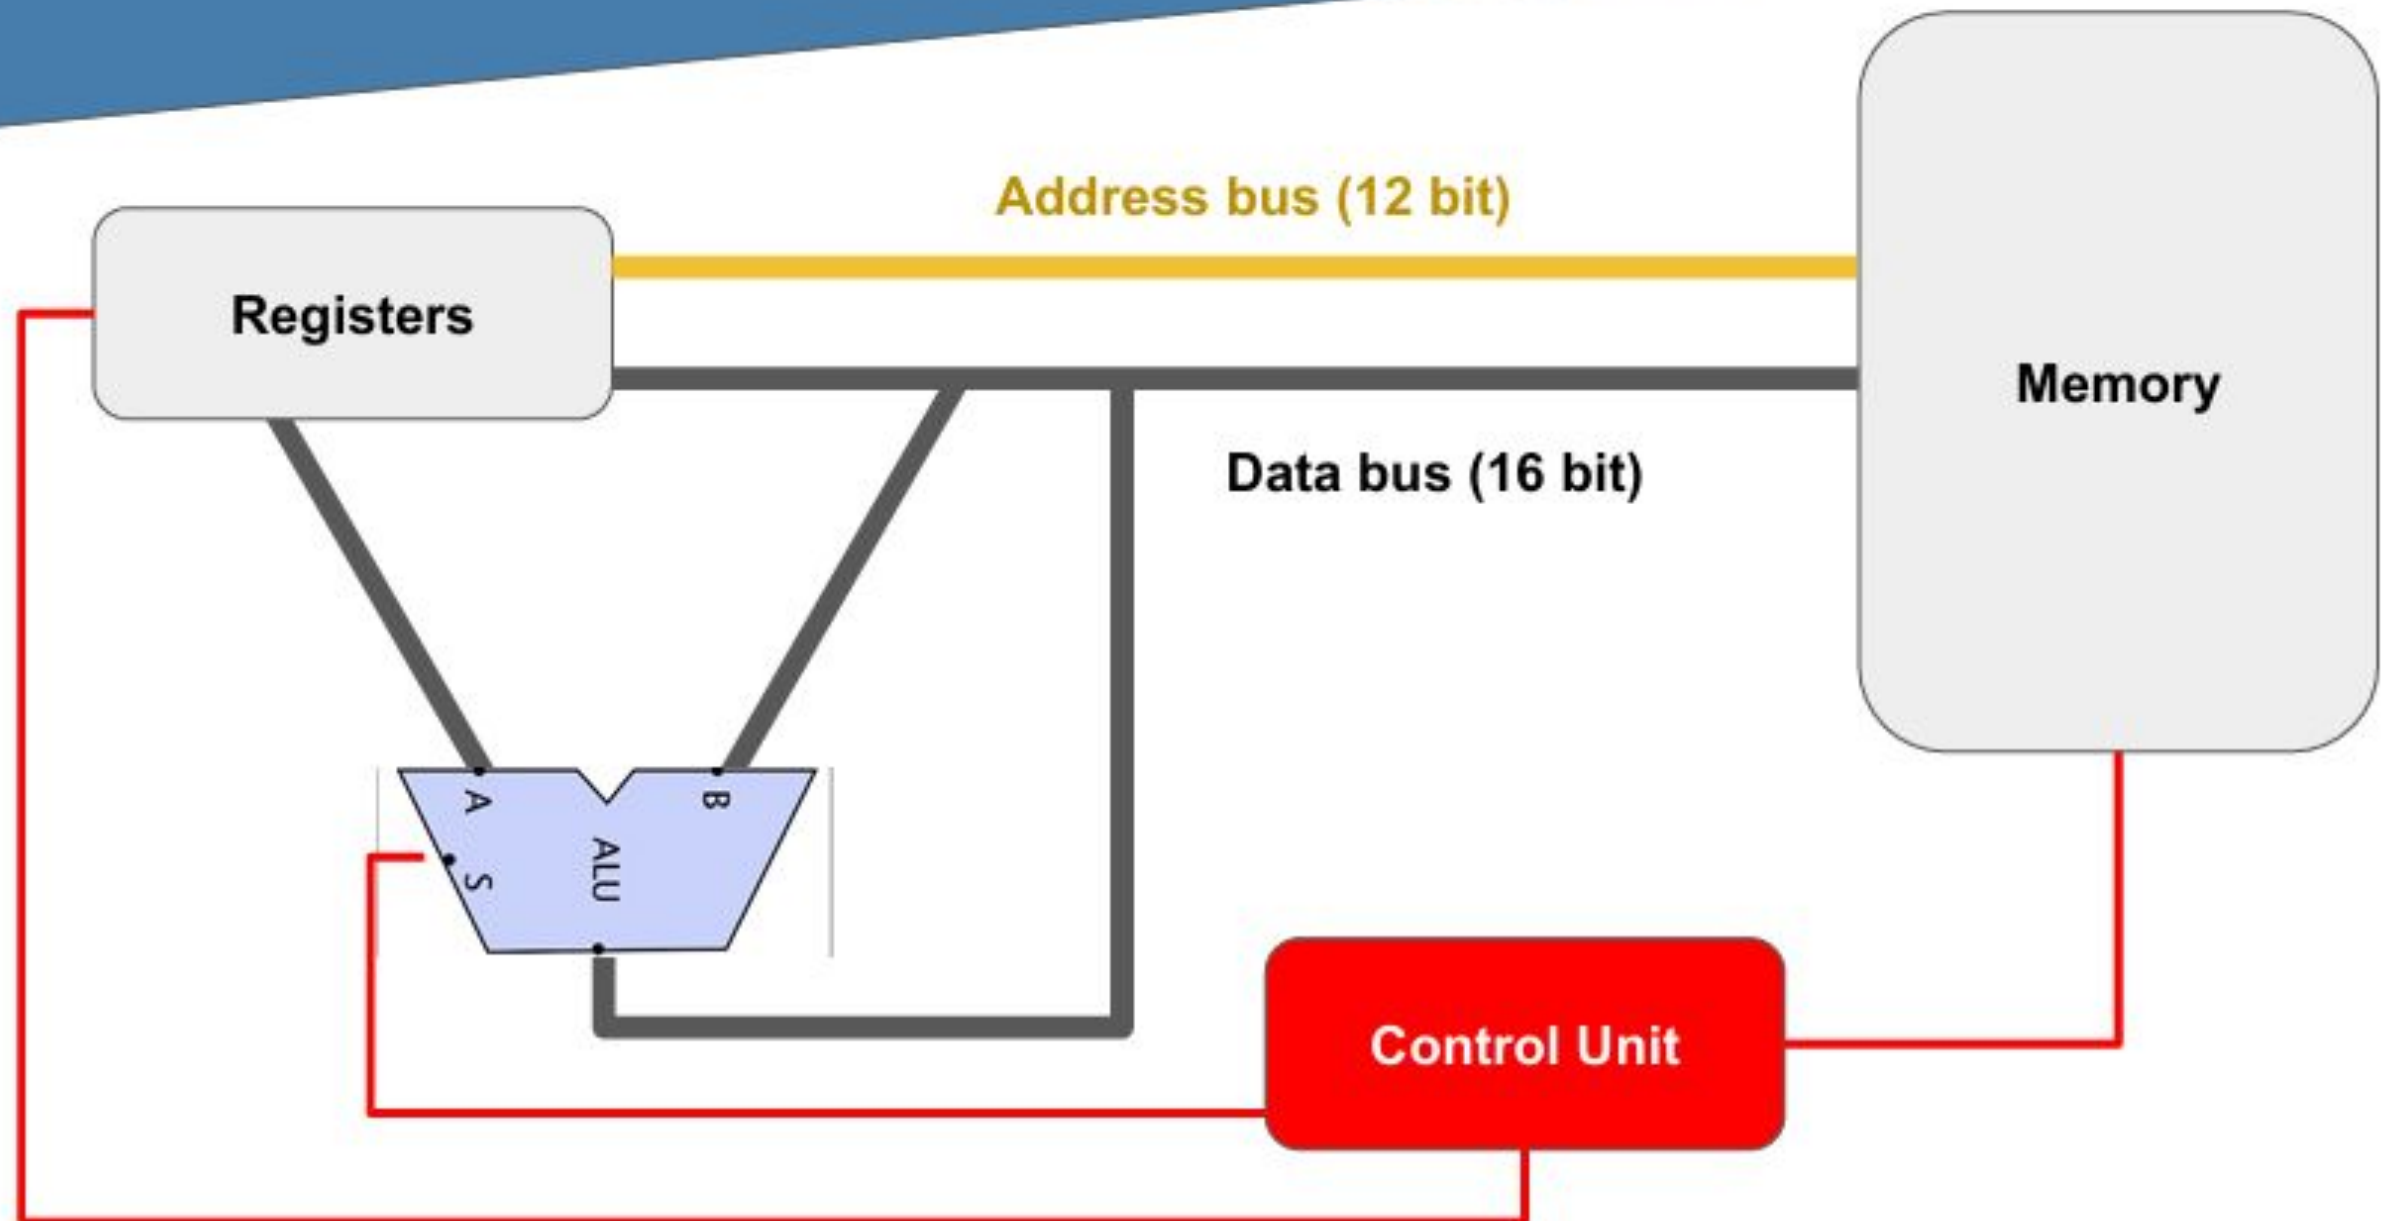 Address bus (12 bit)
Registers
Memory
Data bus (16 bit)
A
B
ALU
S
Control Unit